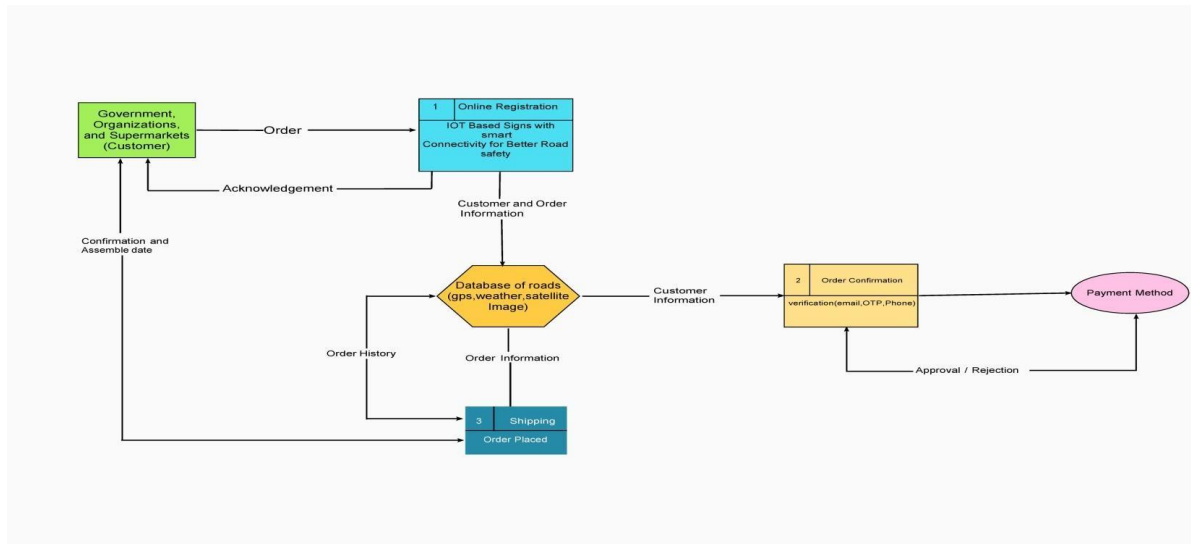 Government,
Organizations,
and Supermarkets
(Customer)
Order
1
Online Registration
IOT Based Signs with
smart
Connectivity for Better Road
safety
Acknowledgement
Customer and Order
Information
Confirmation and
Assemble date
Database of roads
(gps,weather,satellite
Image)
Customer
Information
2
Order Confirmation
verification(email,OTP,Phone)
Payment Method
Order History
Order Information
Approval / Rejection
3
Shipping
Order Placed